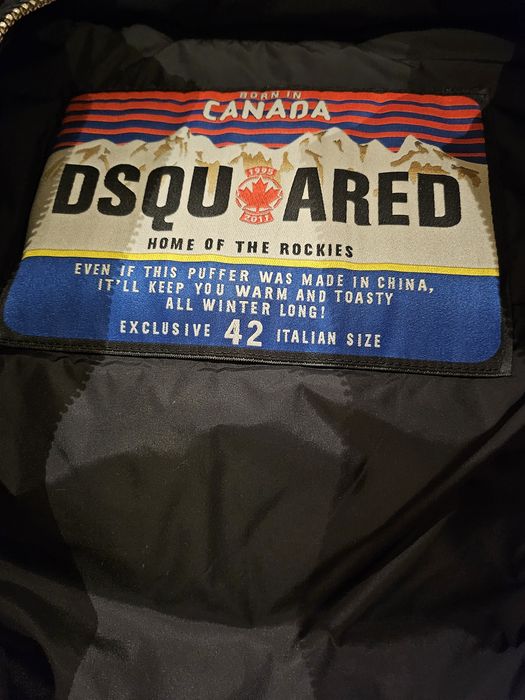 BORN IN
CANADA
DSQU ARED
1995
2017
HOME OF THE ROCKIES
EVEN IF THIS PUFFER WAS MADE IN CHINA,
IT'LL KEEP YOU WARM AND TOASTY
ALL WINTER LONG!
EXCLUSIVE 42 ITALIAN SIZE